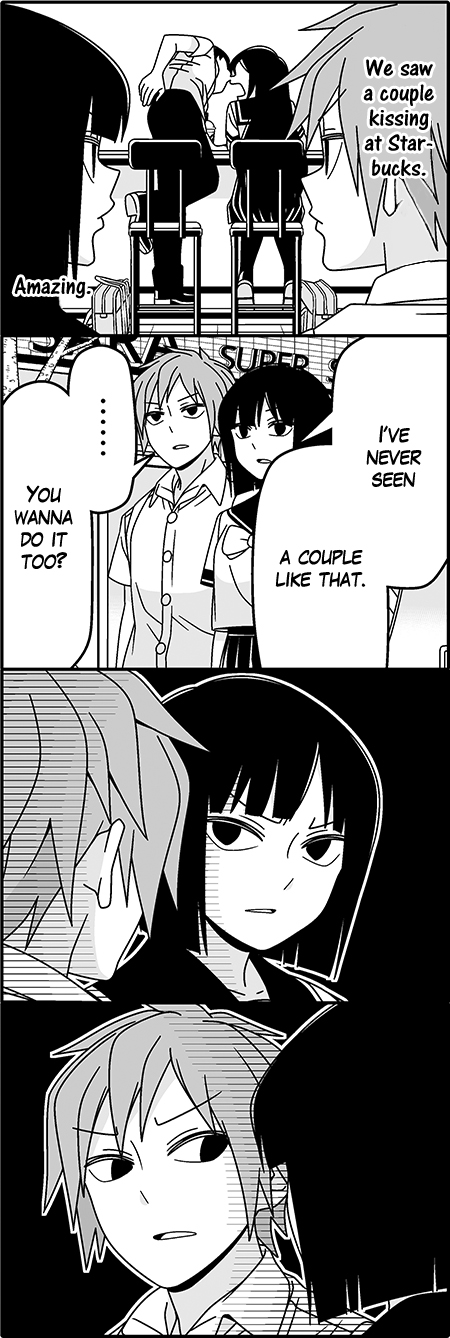 We saw
a couple
kissing
at Star-
bucks.
Amazing.
SUPER S
I'VE
NEVER
SEEN
A COUPLE
LIKE THAT.
......
YOU
WANNA
DO IT
TOO?